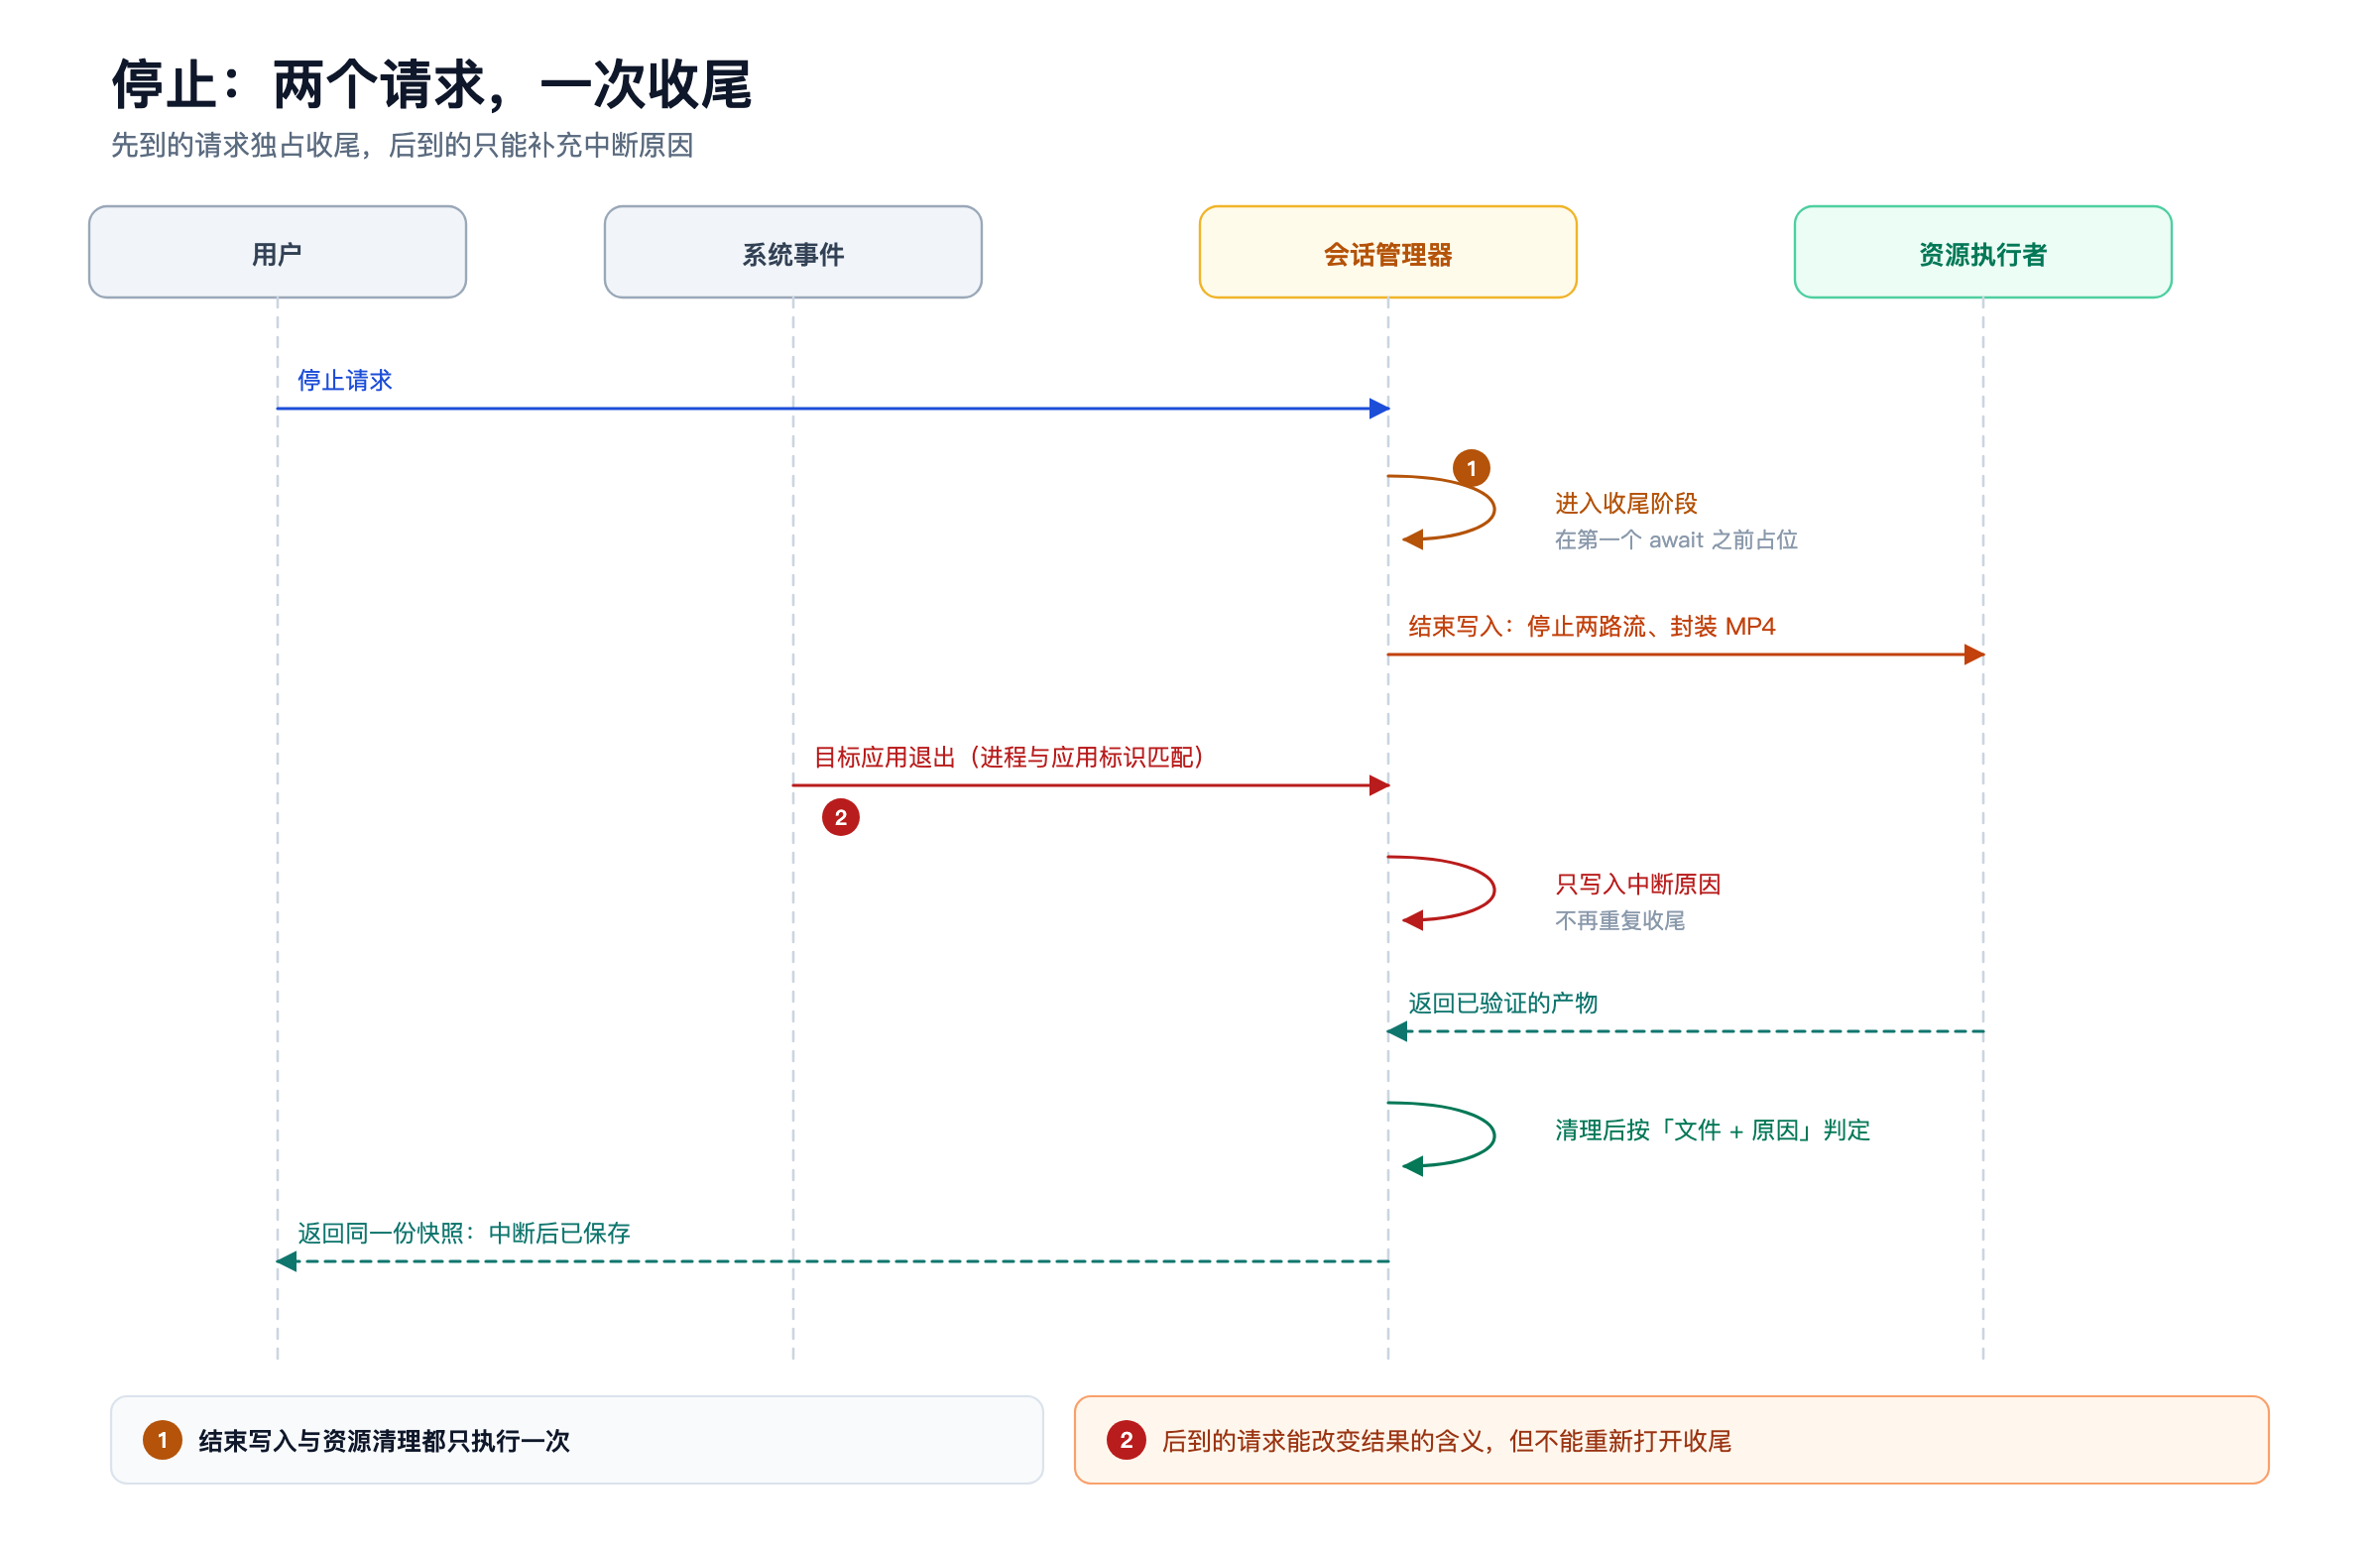 停止：两个请求，一次收尾
先到的请求独占收尾，后到的只能补充中断原因
用户
系统事件
会话管理器
资源执行者
停止请求
1
进入收尾阶段
在第一个 await 之前占位
结束写入：停止两路流、封装 MP4
目标应用退出（进程与应用标识匹配）
2
只写入中断原因
不再重复收尾
返回已验证的产物
清理后按「文件 + 原因」判定
返回同一份快照：中断后已保存
1 结束写入与资源清理都只执行一次
2 后到的请求能改变结果的含义，但不能重新打开收尾